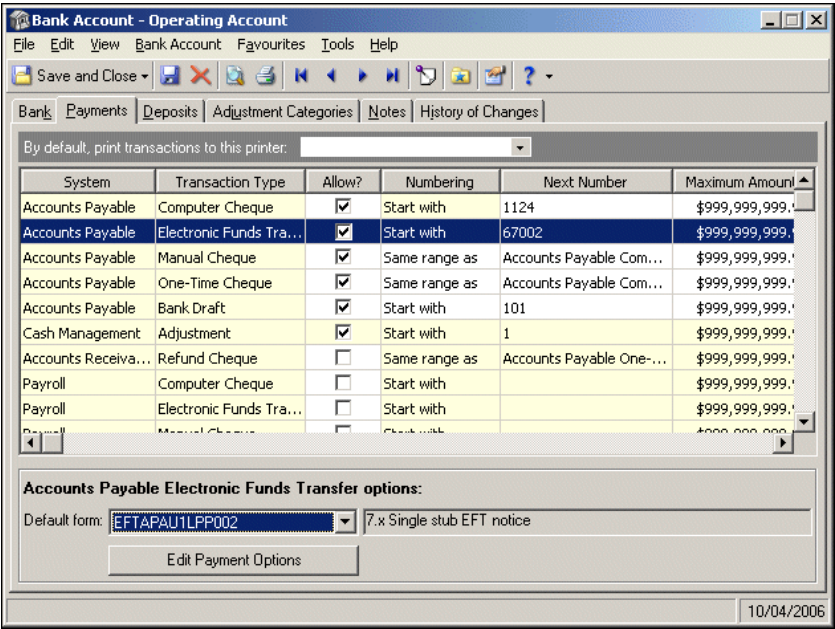 Bank Account - Operating Account
File Edit View Bank Account Favourites Tools Help
Save and Close
Bank Payments Deposits Adjustment Categories Notes History of Changes
By default, print transactions to this printer:
System Transaction Type Allow? Numbering Next Number Maximum Amount
Accounts Payable Computer Cheque Start with 1124 $999,999,999.
Accounts Payable Electronic Funds Tra... Start with 67002 $999,999,999.
Accounts Payable Manual Cheque Same range as Accounts Payable Com... $999,999,999.
Accounts Payable One-Time Cheque Same range as Accounts Payable Com... $999,999,999.
Accounts Payable Bank Draft Start with 101 $999,999,999.
Cash Management Adjustment Start with 1 $999,999,999.
Accounts Receiva... Refund Cheque Same range as Accounts Payable One-... $999,999,999.
Payroll Computer Cheque Start with $999,999,999.
Payroll Electronic Funds Tra... Start with $999,999,999.
Payroll Manual Cheque Start with $999,999,999.
Accounts Payable Electronic Funds Transfer options:
Default form: EFTAPAU1LPP002 7.x Single stub EFT notice
Edit Payment Options
10/04/2006